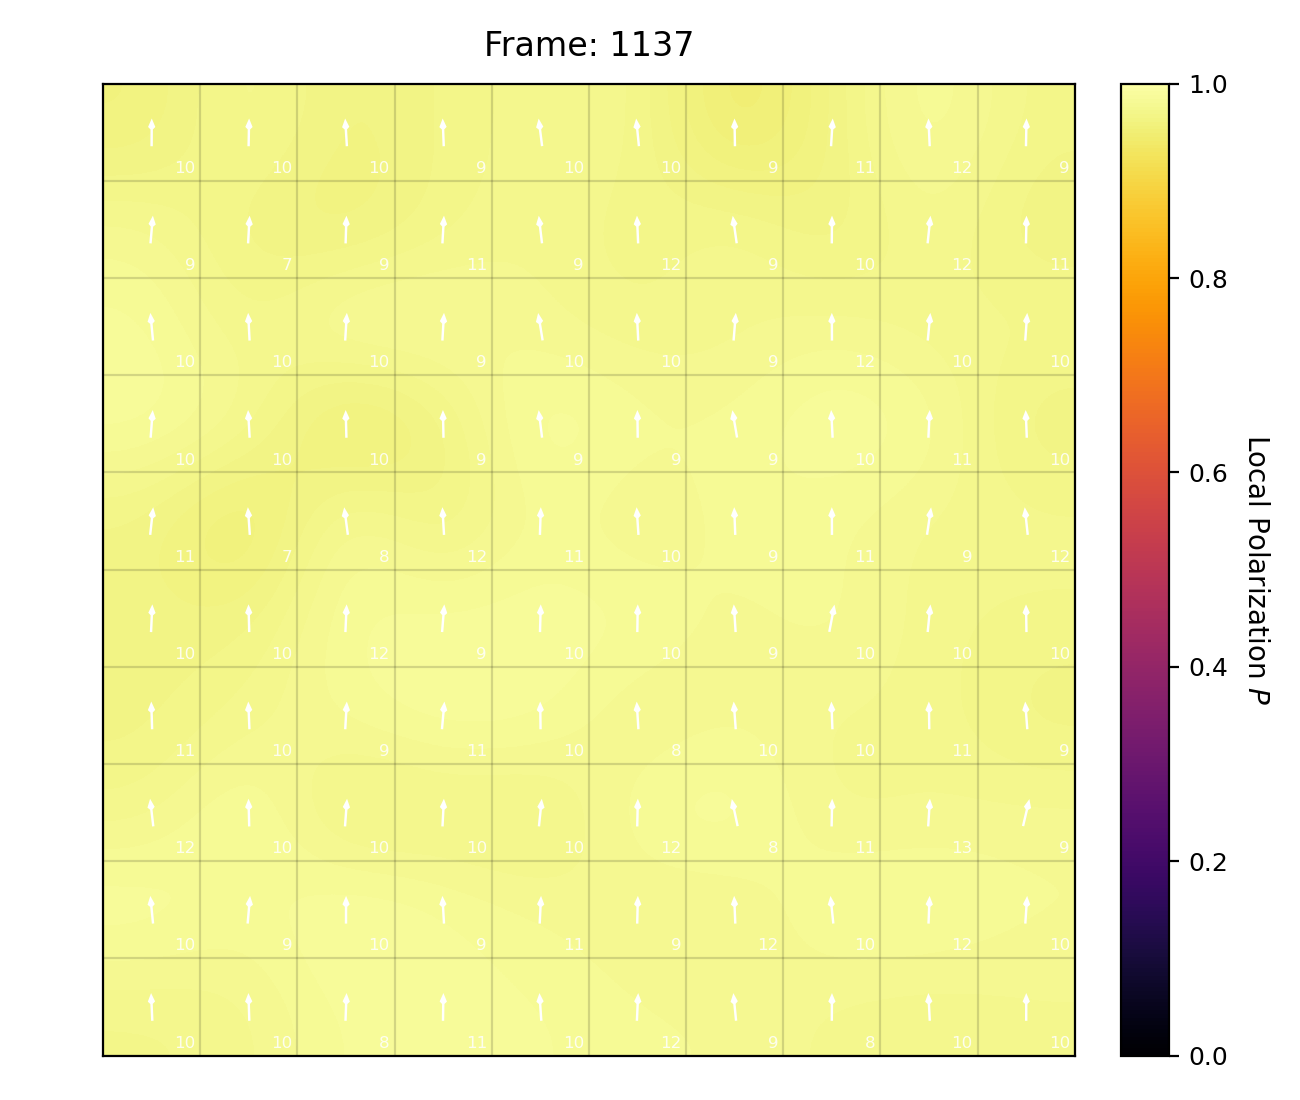 Frame: 1137
10 10 10 9 10 10 9 11 12 9
9 7 9 11 9 12 9 10 12 11
10 10 10 9 10 10 9 12 10 10
10 10 10 9 9 9 9 10 11 10
11 7 8 12 11 10 9 11 9 12
10 10 12 9 10 10 9 10 10 10
11 10 9 11 10 8 10 10 11 9
12 10 10 10 10 12 8 11 13 9
10 9 10 9 11 9 12 10 12 10
10 10 8 11 10 12 9 8 10 10
1.0
0.8
0.6
0.4
0.2
0.0
Local Polarization P